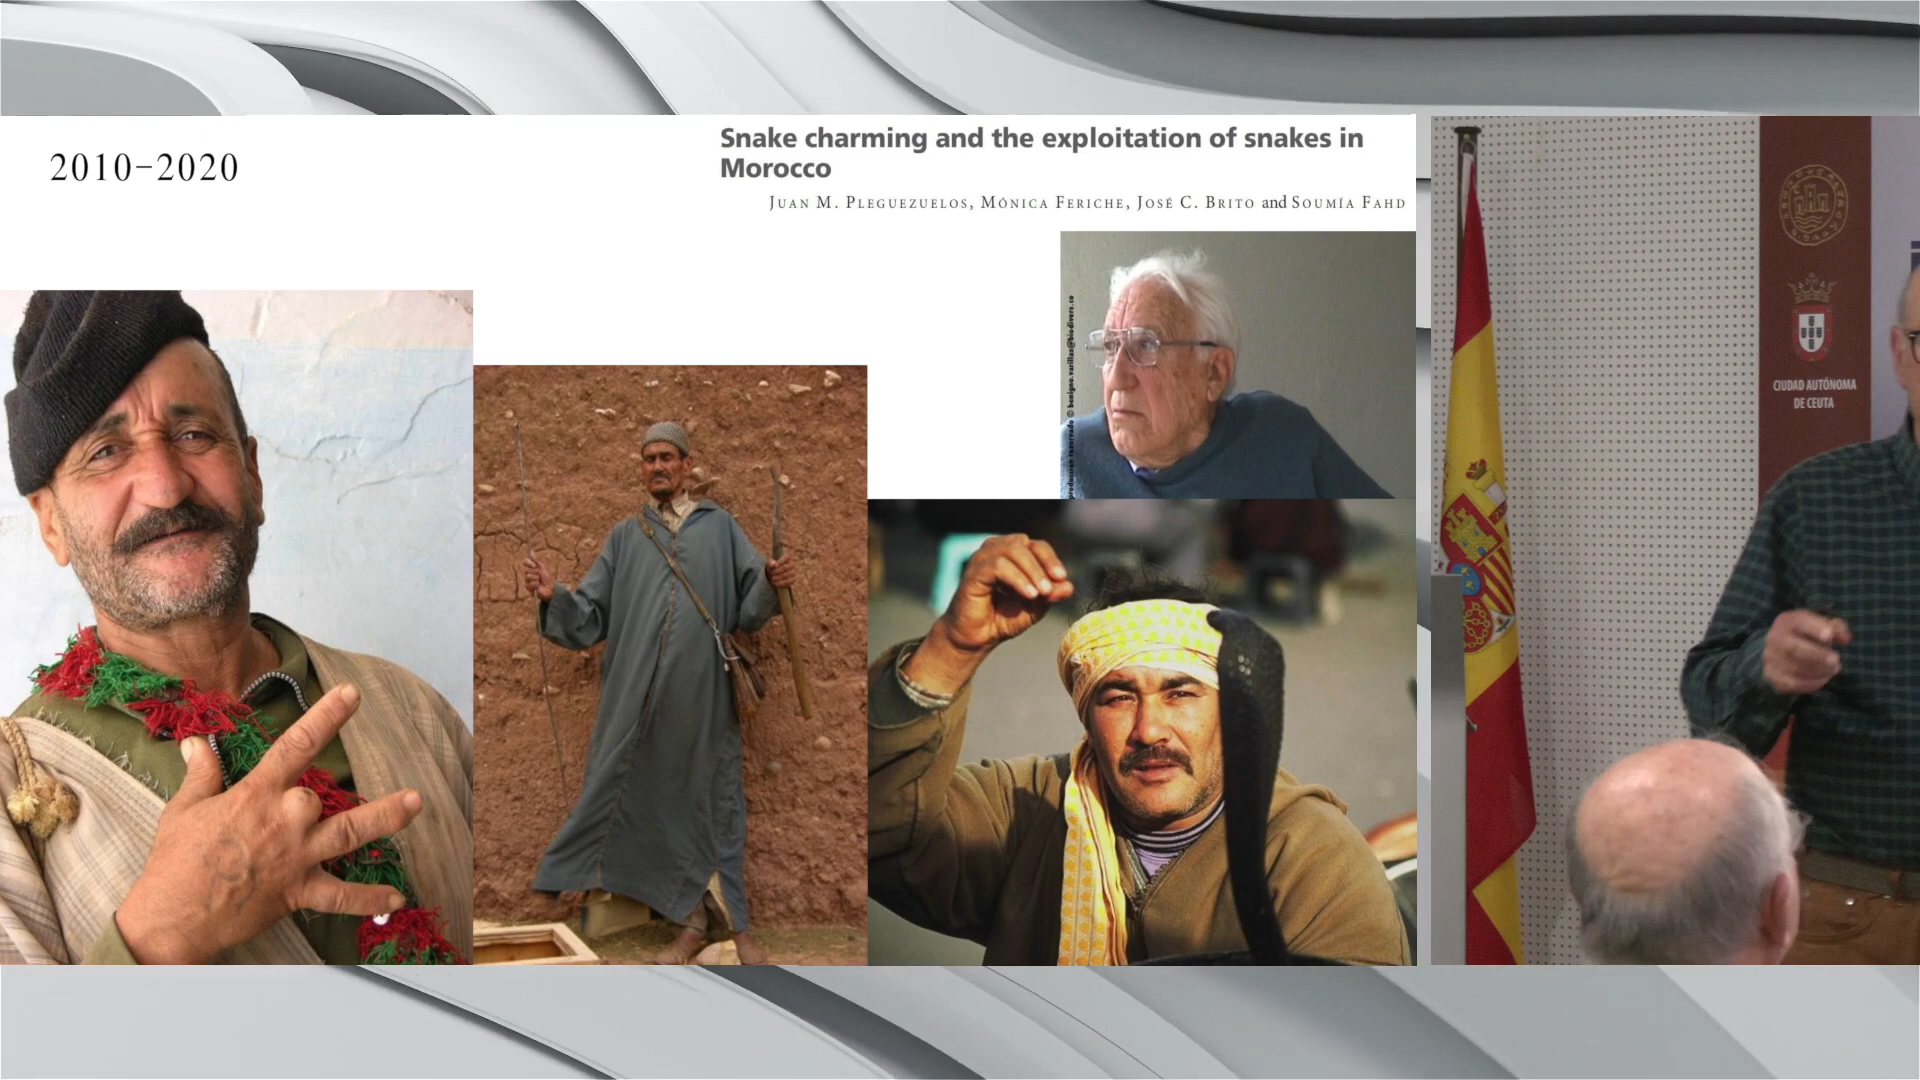 2010-2020
Snake charming and the exploitation of snakes in
Morocco
JUAN M. PLEGUEZUELOS, MÓNICA FERICHE, JOSÉ C. BRITO and SOUMÍA FAHD
CIUDAD AUTÓNOMA
DE CEUTA